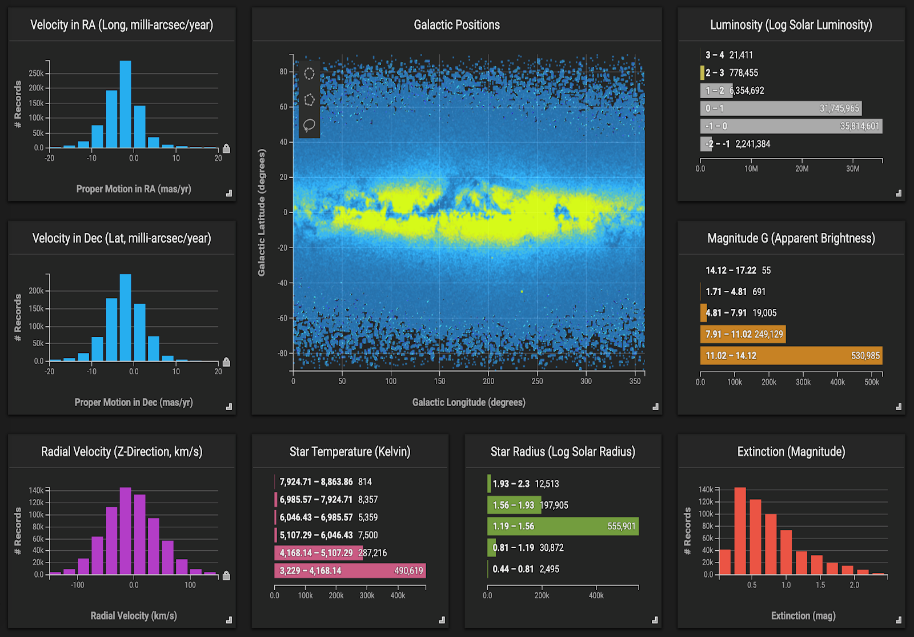 Velocity in RA (Long, milli-arcsec/year)
# Records
250k
200k
150k
100k
50k
0.0
-20 -10 0.0 10 20
Proper Motion in RA (mas/yr)
Galactic Positions
Galactic Latitude (degrees)
80
60
40
20
0
-20
-40
-60
-80
0 50 100 150 200 250 300 350
Galactic Longitude (degrees)
Luminosity (Log Solar Luminosity)
3 – 4 21,411
2 – 3 778,455
1 – 2 6,354,692
0 – 1 31,745,965
-1 – 0 35,814,601
-2 – -1 2,241,384
0.0 10M 20M 30M
Velocity in Dec (Lat, milli-arcsec/year)
# Records
200k
150k
100k
50k
0.0
-20 -10 0.0 10 20
Proper Motion in Dec (mas/yr)
Magnitude G (Apparent Brightness)
14.12 – 17.22 55
1.71 – 4.81 691
4.81 – 7.91 19,005
7.91 – 11.02 249,129
11.02 – 14.12 530,985
0.0 100k 200k 300k 400k 500k
Radial Velocity (Z-Direction, km/s)
# Records
140k
120k
100k
80k
60k
40k
20k
0.0
-100 0.0 100
Radial Velocity (km/s)
Star Temperature (Kelvin)
7,924.71 – 8,863.86 814
6,985.57 – 7,924.71 8,357
6,046.43 – 6,985.57 5,359
5,107.29 – 6,046.43 7,500
4,168.14 – 5,107.29 287,216
3,229 – 4,168.14 490,619
0.0 100k 200k 300k 400k
Star Radius (Log Solar Radius)
1.93 – 2.3 12,513
1.56 – 1.93 197,905
1.19 – 1.56 555,901
0.81 – 1.19 30,872
0.44 – 0.81 2,495
0.0 200k 400k
Extinction (Magnitude)
# Records
140k
120k
100k
80k
60k
40k
20k
0.0
0.5 1.0 1.5 2.0
Extinction (mag)